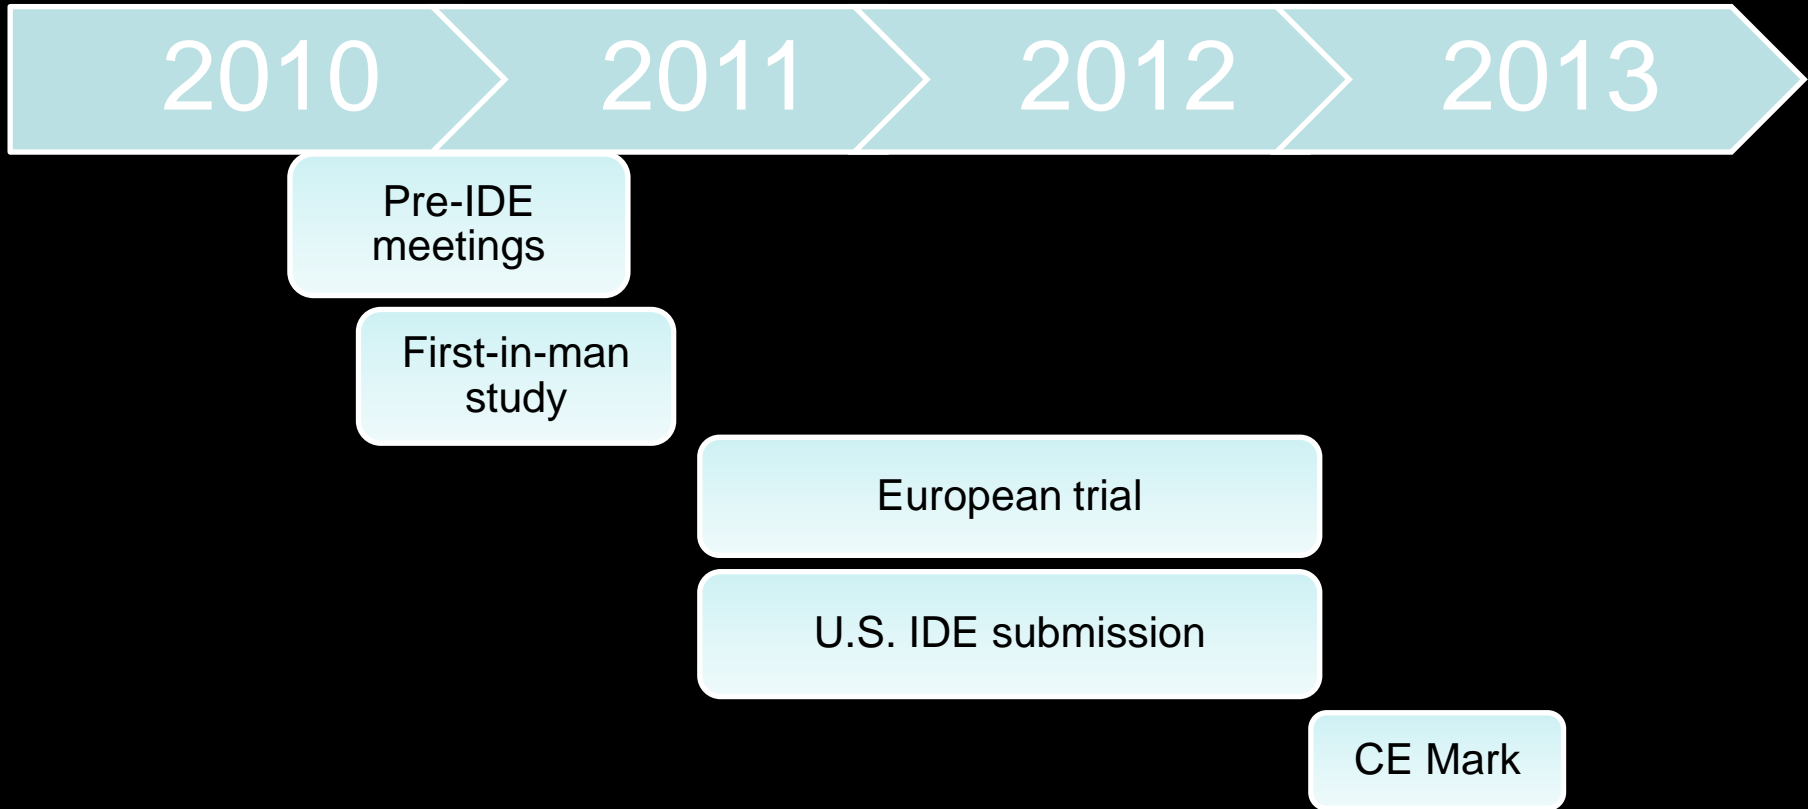 2010 2011 2012 2013
Pre-IDE
meetings
First-in-man
study
European trial
U.S. IDE submission
CE Mark